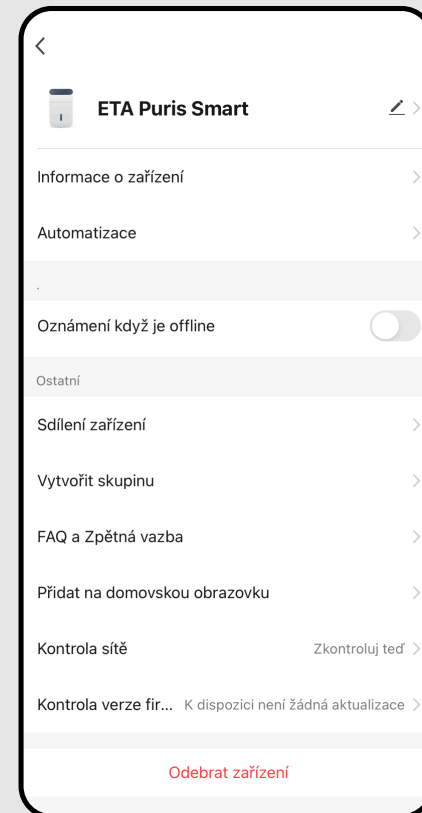 ETA Puris Smart
Informace o zařízení
Automatizace
.
Oznámení když je offline
Ostatní
Sdílení zařízení
Vytvořit skupinu
FAQ a Zpětná vazba
Přidat na domovskou obrazovku
Kontrola sítě Zkontroluj teď
Kontrola verze fir... K dispozici není žádná aktualizace
Odebrat zařízení